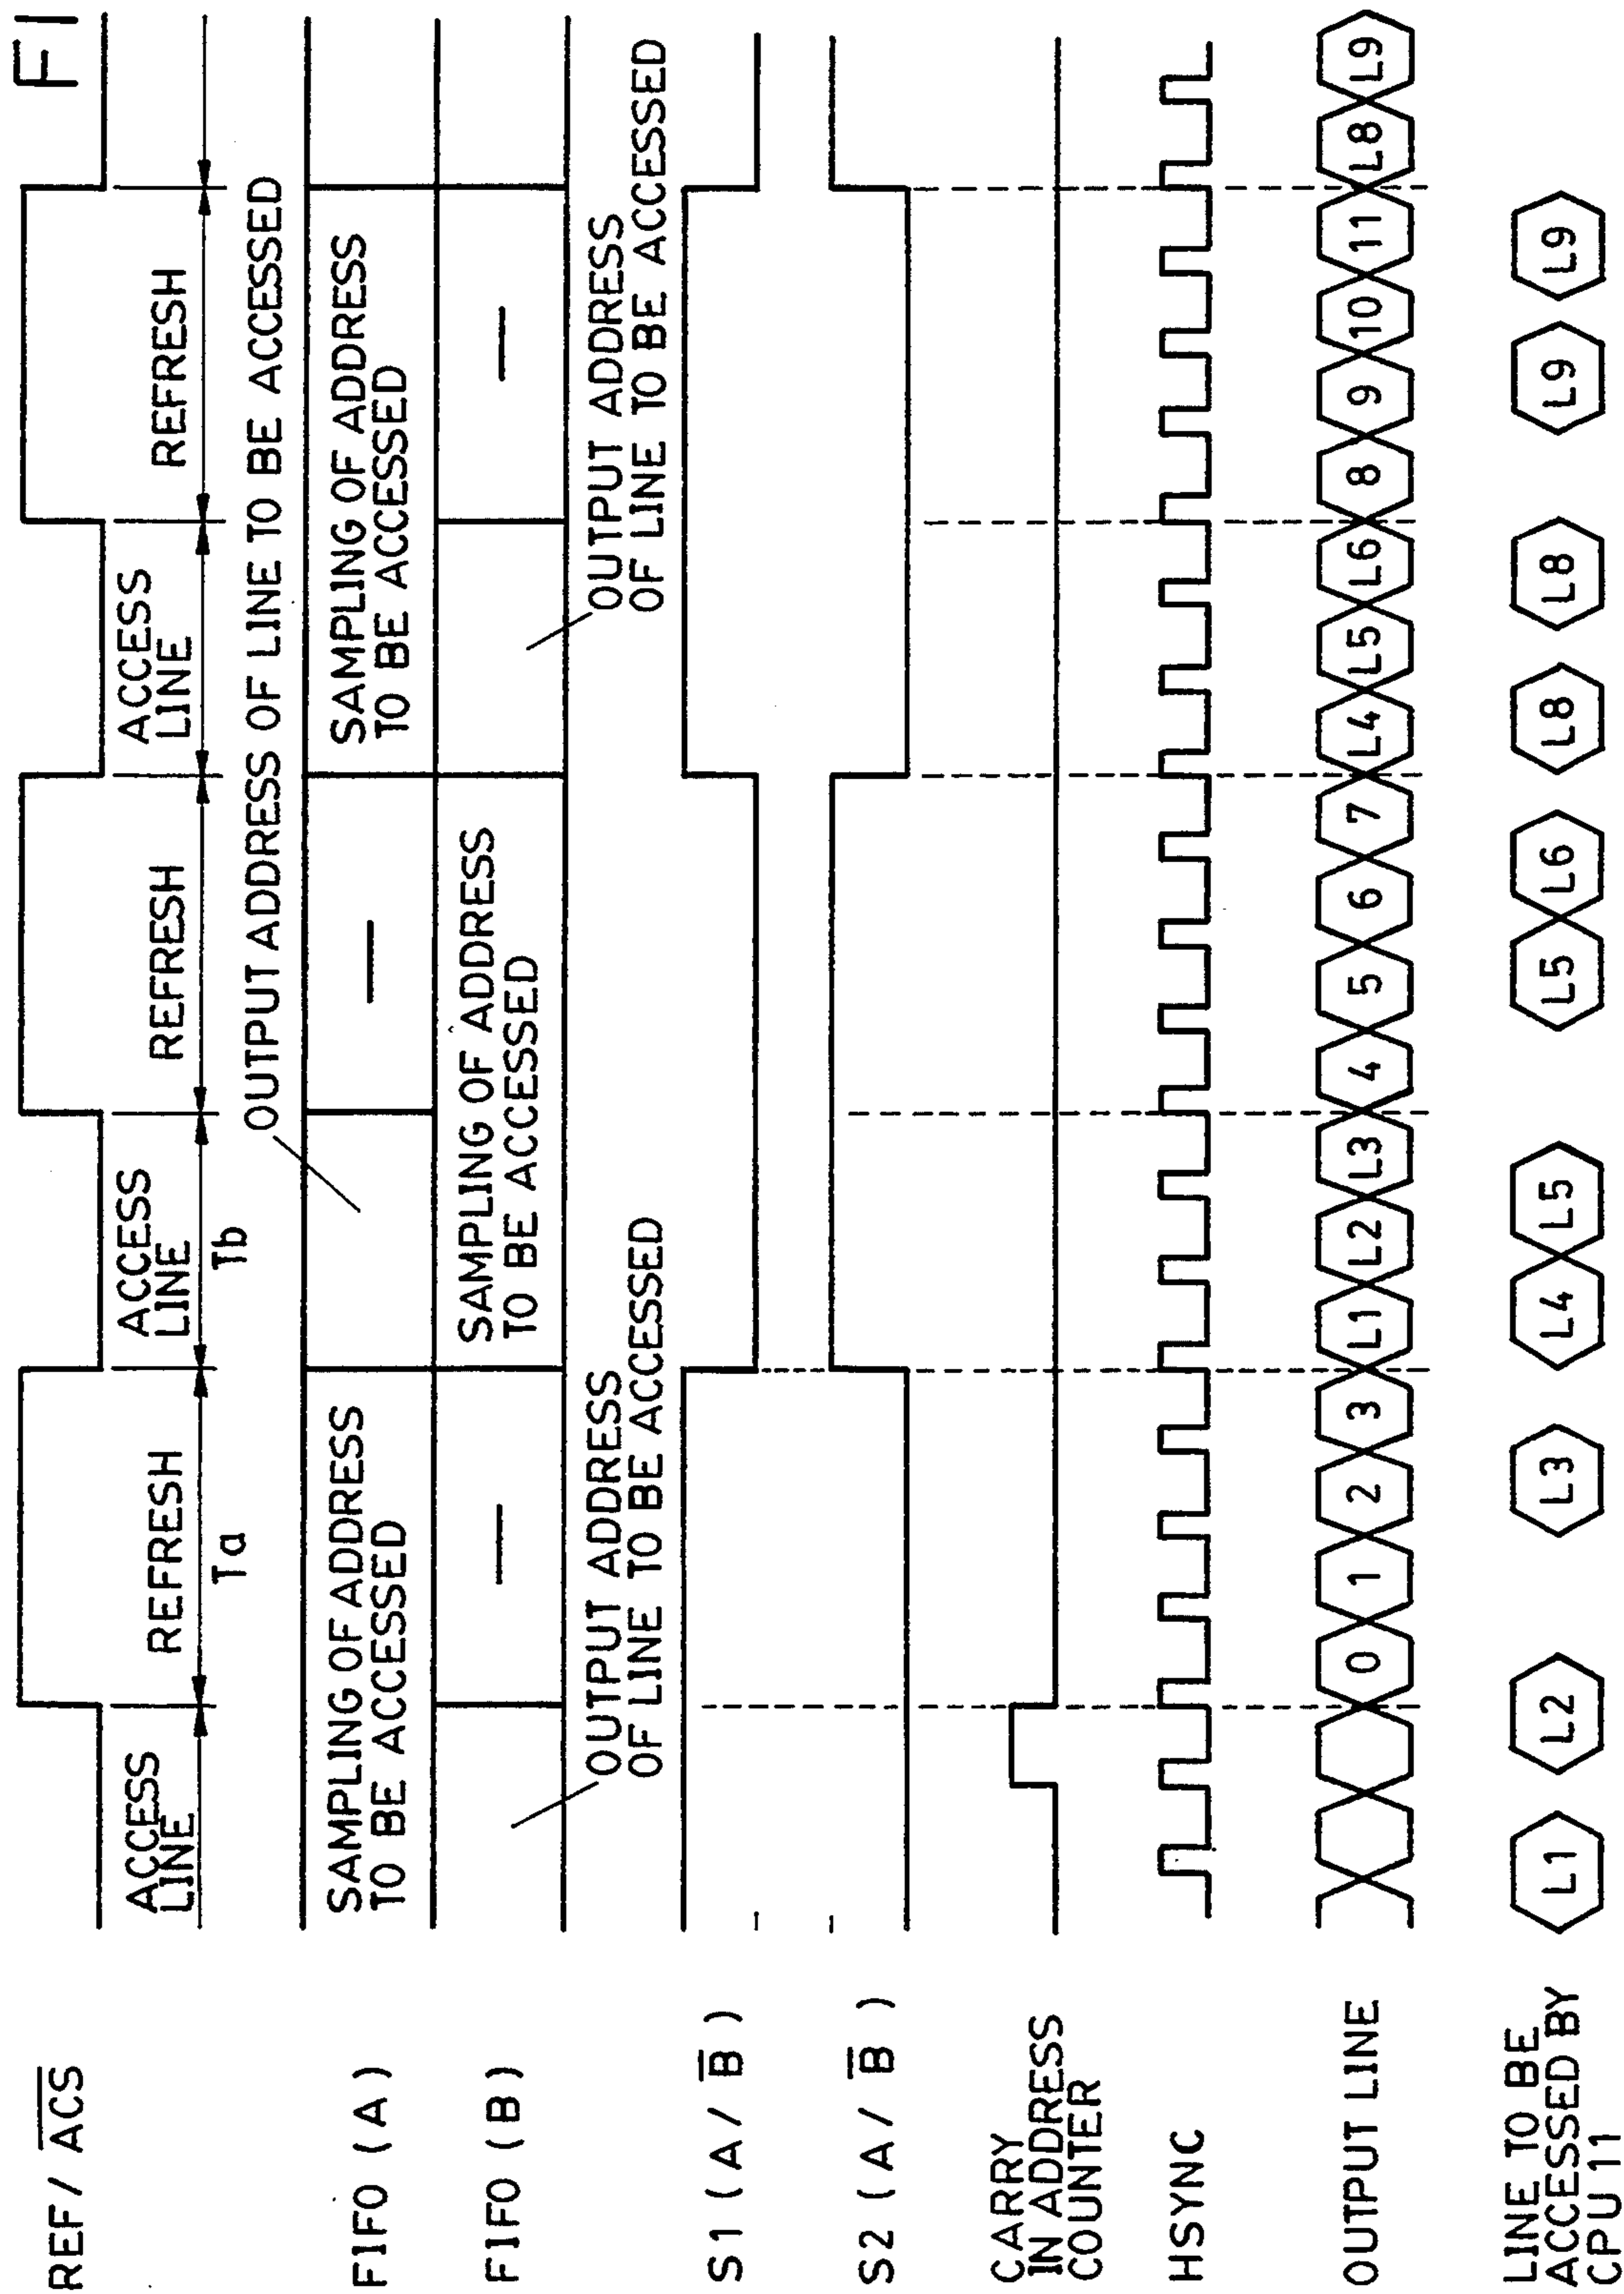 FI
REF/ ACS
ACCESS
LINE
REFRESH
Ta
ACCESS
LINE
Tb
REFRESH
ACCESS
LINE
REFRESH
OUTPUT ADDRESS OF LINE TO BE ACCESSED
FIFO (A)
SAMPLING OF ADDRESS
TO BE ACCESSED
—
SAMPLING OF ADDRESS
TO BE ACCESSED
FIFO (B)
—
SAMPLING OF ADDRESS
TO BE ACCESSED
—
OUTPUT ADDRESS
OF LINE TO BE ACCESSED
OUTPUT ADDRESS
OF LINE TO BE ACCESSED
S1 (A/B̅)
S2 (A/B̅)
CARRY
IN ADDRESS
COUNTER
HSYNC
OUTPUT LINE
0 1 2 3 L1 L2 L3 4 5 6 7 L4 L5 L6 8 9 10 11 L8 L9
LINE TO BE
ACCESSED BY
CPU 11
L1 L2 L3 L4 L5 L5 L6 L8 L8 L9 L9